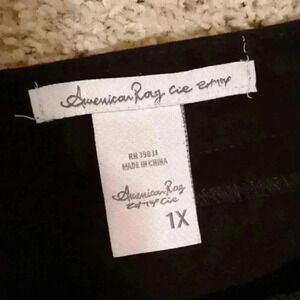 American Rag Cie
RN 39031
MADE IN CHINA
American Rag
Cie
1X